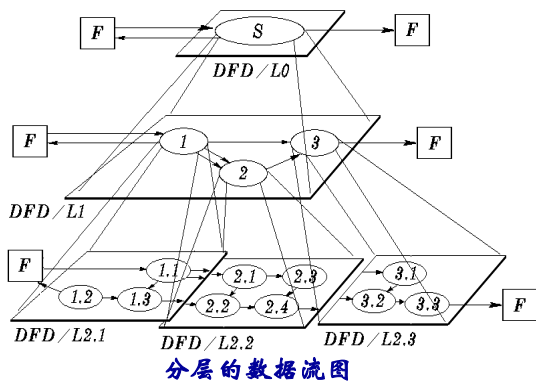 F S F
DFD/L0
F 1 3 F
2
DFD/L1
F 1.1 2.1 2.3 3.1
1.2 1.3 2.2 2.4 3.2 3.3 F
DFD/L2.1 DFD/L2.2 DFD/L2.3
分层的数据流图